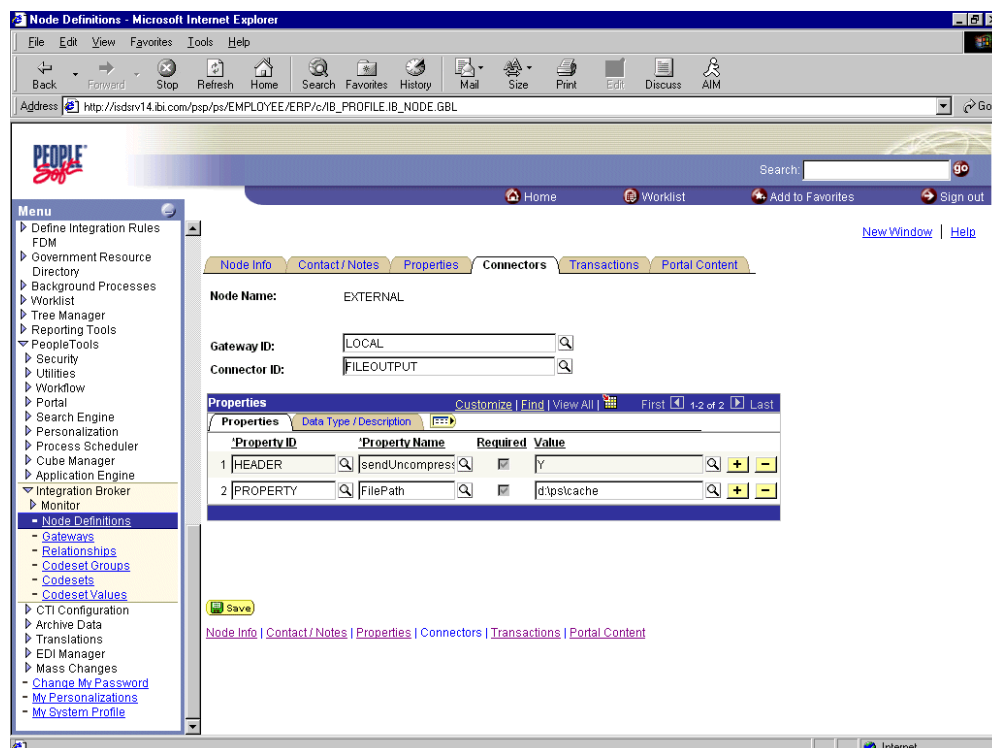 Node Definitions - Microsoft Internet Explorer
File Edit View Favorites Tools Help
Back Forward Stop Refresh Home Search Favorites History Mail Size Print Edit Discuss AIM
Address http://isdsrv14.ibi.com/psp/ps/EMPLOYEE/ERP/c/IB_PROFILE.IB_NODE.GBL Go
PEOPLE Soft
Search: go
Home Worklist Add to Favorites Sign out
Menu
Define Integration Rules
FDM
Government Resource
Directory
Background Processes
Worklist
Tree Manager
Reporting Tools
PeopleTools
Security
Utilities
Workflow
Portal
Search Engine
Personalization
Process Scheduler
Cube Manager
Application Engine
Integration Broker
Monitor
- Node Definitions
- Gateways
- Relationships
- Codeset Groups
- Codesets
- Codeset Values
CTI Configuration
Archive Data
Translations
EDI Manager
Mass Changes
- Change My Password
- My Personalizations
- My System Profile
New Window | Help
Node Info Contact / Notes Properties Connectors Transactions Portal Content
Node Name: EXTERNAL
Gateway ID: LOCAL
Connector ID: FILEOUTPUT
Properties Customize | Find | View All | First 1-2 of 2 Last
Properties Data Type / Description
*Property ID *Property Name Required Value
1 HEADER sendUncompress Y + -
2 PROPERTY FilePath d:\ps\cache + -
Save
Node Info | Contact / Notes | Properties | Connectors | Transactions | Portal Content
Internet